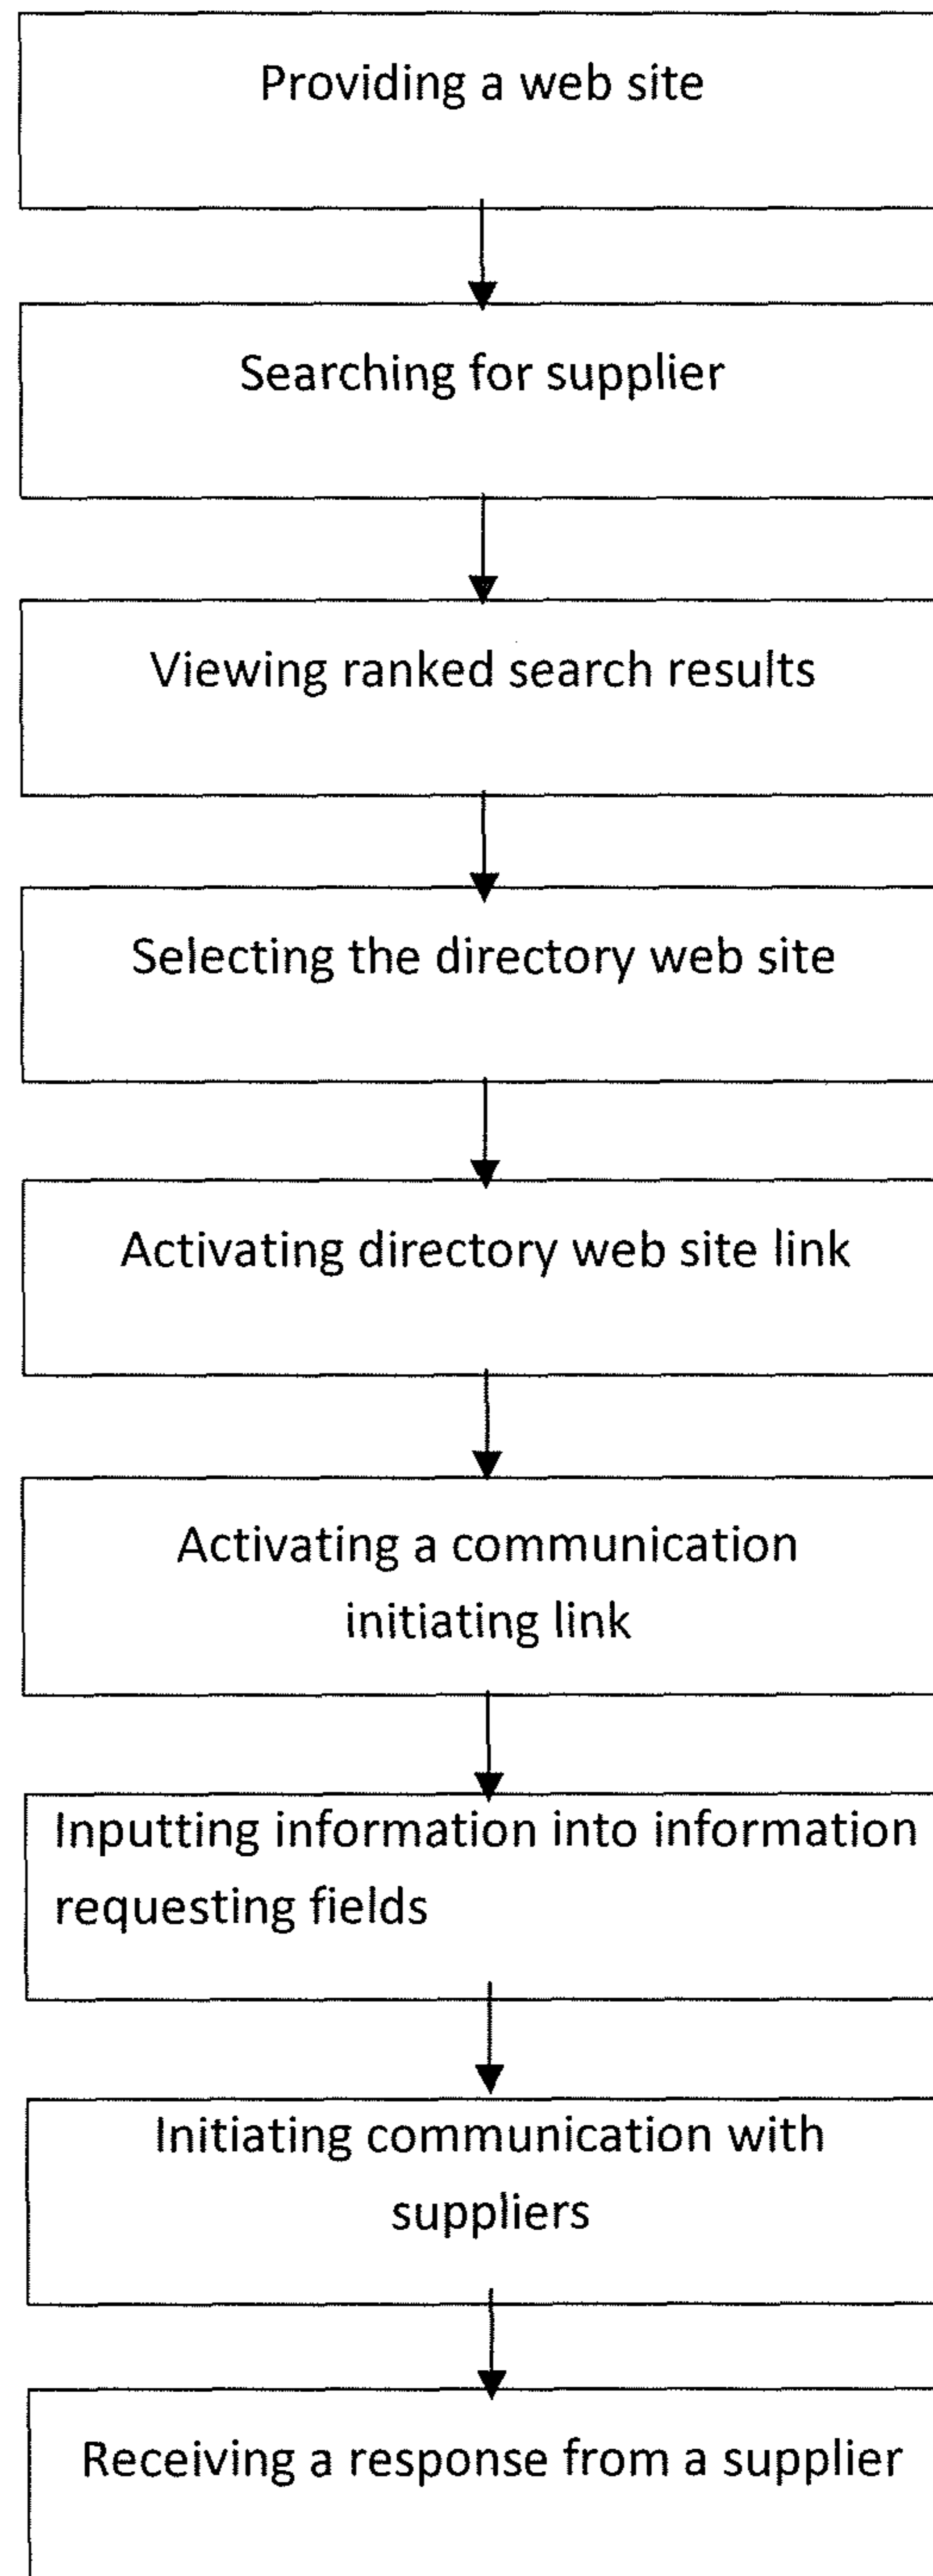 Providing a web site
Searching for supplier
Viewing ranked search results
Selecting the directory web site
Activating directory web site link
Activating a communication
initiating link
Inputting information into information
requesting fields
Initiating communication with
suppliers
Receiving a response from a supplier